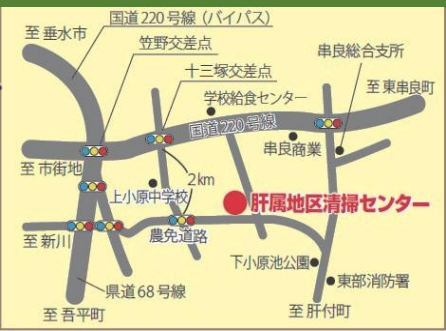 国道220号線（バイパス）
至 垂水市
笠野交差点
串良総合支所
十三塚交差点
学校給食センター
至 東串良町
国道220号線
串良商業
至 市街地
2km
上小原中学校
肝属地区清掃センター
農免道路
至 新川
下小原池公園
東部消防署
県道68号線
至 吾平町
至 肝付町